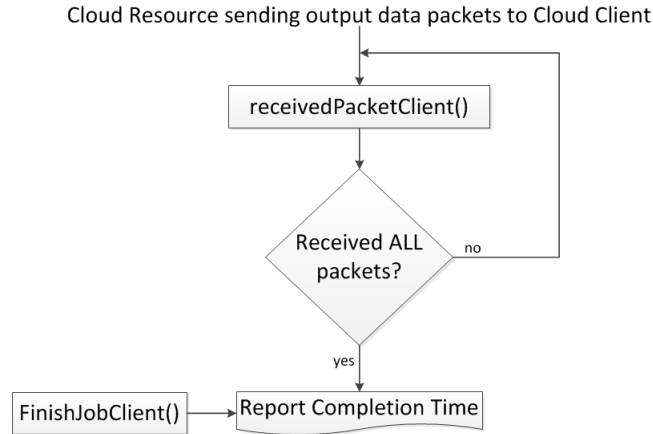 Cloud Resource sending output data packets to Cloud Client
receivedPacketClient()
Received ALL
packets?
no
yes
FinishJobClient()
Report Completion Time